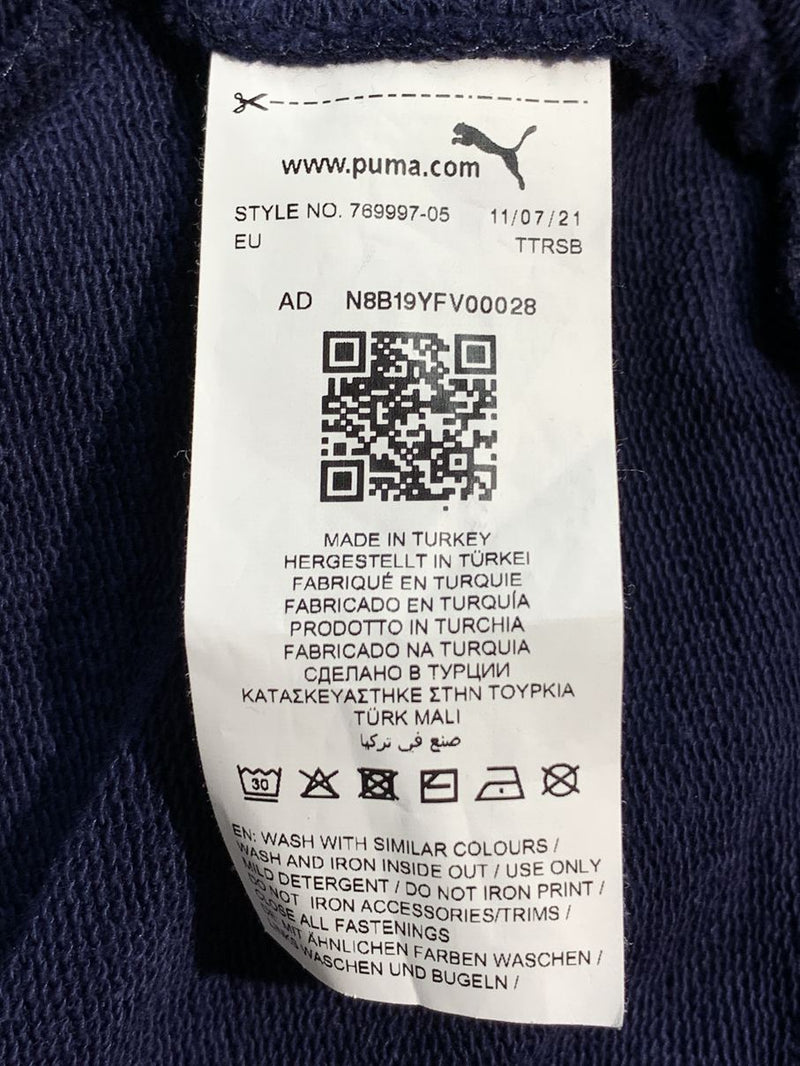 www.puma.com
STYLE NO. 769997-05 11/07/21
EU TTRSB
AD N8B19YFV00028
MADE IN TURKEY
HERGESTELLT IN TÜRKEI
FABRIQUÉ EN TURQUIE
FABRICADO EN TURQUÍA
PRODOTTO IN TURCHIA
FABRICADO NA TURQUIA
СДЕЛАНО В ТУРЦИИ
ΚΑΤΑΣΚΕΥΑΣΤΗΚΕ ΣΤΗΝ ΤΟΥΡΚΙΑ
TÜRK MALI
صنع في تركيا
30
EN: WASH WITH SIMILAR COLOURS /
WASH AND IRON INSIDE OUT / USE ONLY
MILD DETERGENT / DO NOT IRON PRINT /
DO NOT IRON ACCESSORIES/TRIMS /
CLOSE ALL FASTENINGS
DE: MIT ÄHNLICHEN FARBEN WASCHEN /
LINKS WASCHEN UND BUGELN /